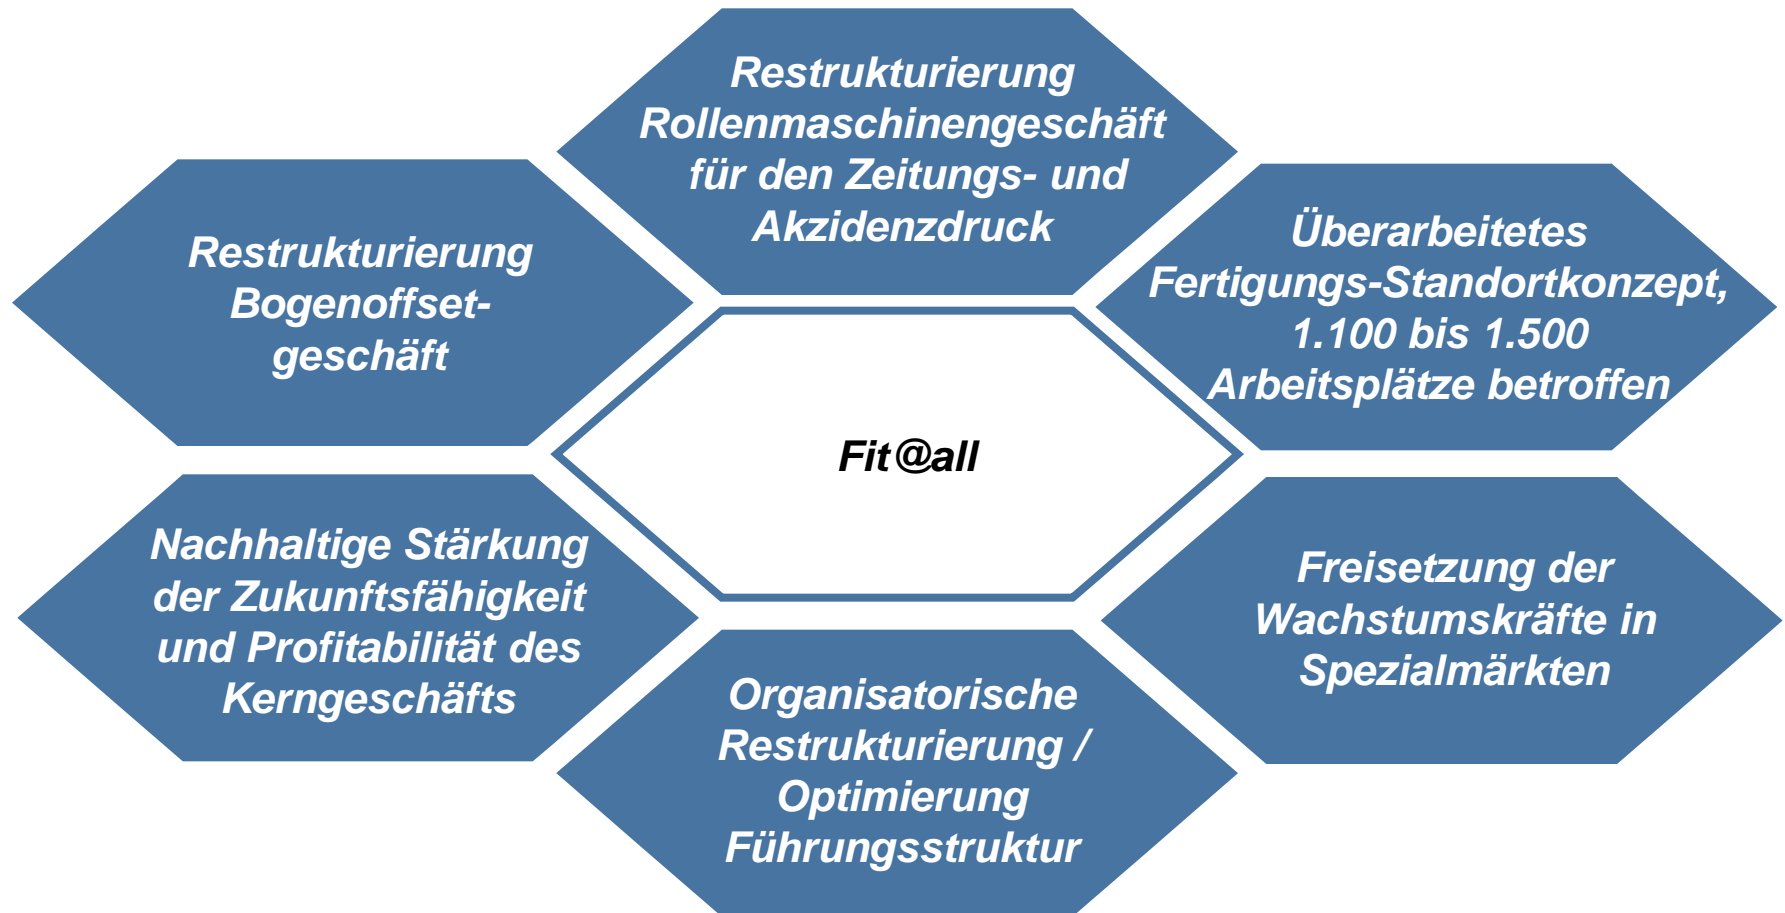 Restrukturierung
Rollenmaschinengeschäft
für den Zeitungs- und
Akzidenzdruck
Restrukturierung
Bogenoffset-
geschäft
Überarbeitetes
Fertigungs-Standortkonzept,
1.100 bis 1.500
Arbeitsplätze betroffen
Fit@all
Nachhaltige Stärkung
der Zukunftsfähigkeit
und Profitabilität des
Kerngeschäfts
Freisetzung der
Wachstumskräfte in
Spezialmärkten
Organisatorische
Restrukturierung /
Optimierung
Führungsstruktur